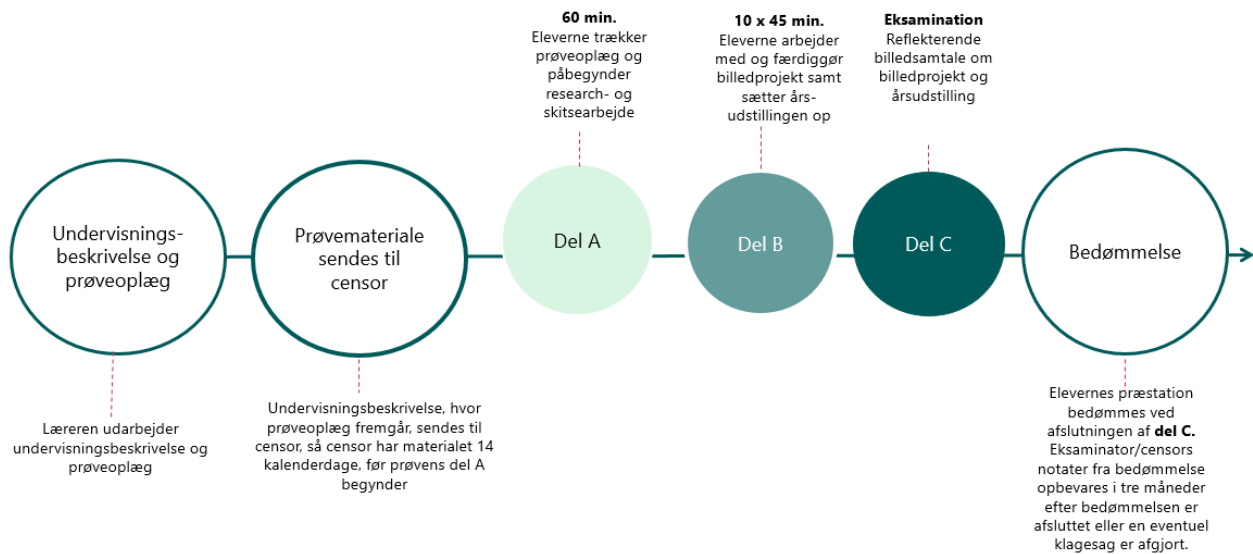 Undervisnings-
beskrivelse og
prøveoplæg
Læreren udarbejder
undervisningsbeskrivelse og
prøveoplæg
Prøvemateriale
sendes til
censor
Undervisningsbeskrivelse, hvor
prøveoplæg fremgår, sendes til
censor, så censor har materialet 14
kalenderdage, før prøvens del A
begynder
60 min.
Eleverne trækker
prøveoplæg og
påbegynder
research- og
skitsearbejde
Del A
10 x 45 min.
Eleverne arbejder
med og færdiggør
billedprojekt samt
sætter års-
udstillingen op
Del B
Eksamination
Reflekterende
billedsamtale om
billedprojekt og
årsudstilling
Del C
Bedømmelse
Elevernes præstation
bedømmes ved
afslutningen af del C.
Eksaminator/censors
notater fra bedømmelse
opbevares i tre måneder
efter bedømmelsen er
afsluttet eller en eventuel
klagesag er afgjort.